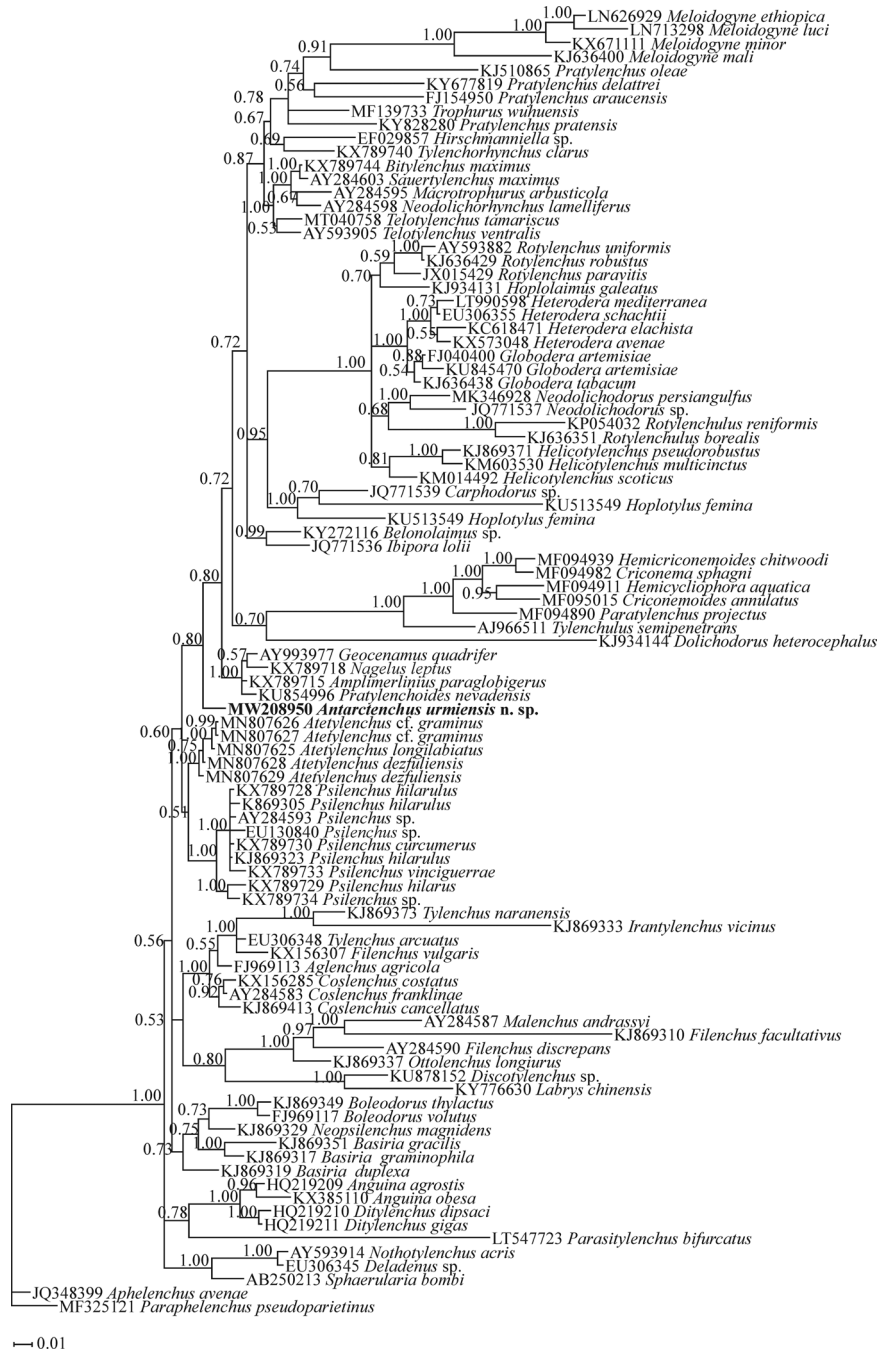 1.00
LN626929 Meloidogyne ethiopica
1.00
LN713298 Meloidogyne luci
1.00
KX671111 Meloidogyne minor
0.91
KJ636400 Meloidogyne mali
0.74
KJ510865 Pratylenchus oleae
0.56
KY677819 Pratylenchus delattrei
0.78
FJ154950 Pratylenchus araucensis
MF139733 Trophurus wuhuensis
0.67
KY828280 Pratylenchus pratensis
0.69
EF029857 Hirschmanniella sp.
KX789740 Tylenchorhynchus clarus
0.87
1.00
KX789744 Bitylenchus maximus
1.00
AY284603 Sauertylenchus maximus
0.67
AY284595 Macrotrophurus arbusticola
1.00
AY284598 Neodolichorhynchus lamelliferus
MT040758 Telotylenchus tamariscus
0.53
AY593905 Telotylenchus ventralis
1.00
AY593882 Rotylenchus uniformis
0.59
KJ636429 Rotylenchus robustus
0.70
JX015429 Rotylenchus paravitis
KJ934131 Hoplolaimus galeatus
0.73
LT990598 Heterodera mediterranea
1.00
EU306355 Heterodera schachtii
0.55
KC618471 Heterodera elachista
1.00
KX573048 Heterodera avenae
0.72
0.88
FJ040400 Globodera artemisiae
1.00
0.54
KU845470 Globodera artemisiae
KJ636438 Globodera tabacum
1.00
MK346928 Neodolichodorus persiangulfus
0.68
JQ771537 Neodolichodorus sp.
1.00
KP054032 Rotylenchulus reniformis
0.95
KJ636351 Rotylenchulus borealis
1.00
KJ869371 Helicotylenchus pseudorobustus
0.81
KM603530 Helicotylenchus multicinctus
KM014492 Helicotylenchus scoticus
0.72
0.70
JQ771539 Carphodorus sp.
1.00
KU513549 Hoplotylus femina
KU513549 Hoplotylus femina
0.99
KY272116 Belonolaimus sp.
JQ771536 Ibipora lolii
1.00
MF094939 Hemicriconemoides chitwoodi
1.00
MF094982 Criconema sphagni
0.80
1.00
MF094911 Hemicycliophora aquatica
0.95
1.00
MF095015 Criconemoides annulatus
MF094890 Paratylenchus projectus
0.70
AJ966511 Tylenchulus semipenetrans
KJ934144 Dolichodorus heterocephalus
0.80
0.57
AY993977 Geocenamus quadrifer
KX789718 Nagelus leptus
1.00
KX789715 Amplimerlinius paraglobigerus
KU854996 Pratylenchoides nevadensis
MW208950 Antarctenchus urmiensis n. sp.
0.60
0.99
MN807626 Atetylenchus cf. graminus
1.00
MN807627 Atetylenchus cf. graminus
0.75
MN807625 Atetylenchus longilabiatus
1.00
MN807628 Atetylenchus dezfuliensis
MN807629 Atetylenchus dezfuliensis
KX789728 Psilenchus hilarulus
0.51
K869305 Psilenchus hilarulus
AY284593 Psilenchus sp.
1.00
EU130840 Psilenchus sp.
KX789730 Psilenchus curcumerus
1.00
KJ869323 Psilenchus hilarulus
KX789733 Psilenchus vinciguerrae
1.00
KX789729 Psilenchus hilarus
KX789734 Psilenchus sp.
1.00
KJ869373 Tylenchus naranensis
1.00
KJ869333 Irantylenchus vicinus
0.56
0.55
EU306348 Tylenchus arcuatus
KX156307 Filenchus vulgaris
1.00
FJ969113 Aglenchus agricola
0.76
KX156285 Coslenchus costatus
0.92
AY284583 Coslenchus franklinae
KJ869413 Coslenchus cancellatus
0.53
1.00
AY284587 Malenchus andrassyi
0.97
KJ869310 Filenchus facultativus
1.00
AY284590 Filenchus discrepans
0.80
KJ869337 Ottolenchus longiurus
1.00
KU878152 Discotylenchus sp.
KY776630 Labrys chinensis
1.00
1.00
KJ869349 Boleodorus thylactus
0.73
FJ969117 Boleodorus volutus
0.75
KJ869329 Neopsilenchus magnidens
1.00
KJ869351 Basiria gracilis
0.73
KJ869317 Basiria graminophila
KJ869319 Basiria duplexa
0.96
HQ219209 Anguina agrostis
1.00
KX385110 Anguina obesa
0.78
1.00
HQ219210 Ditylenchus dipsaci
HQ219211 Ditylenchus gigas
LT547723 Parasitylenchus bifurcatus
1.00
AY593914 Nothotylenchus acris
1.00
EU306345 Deladenus sp.
AB250213 Sphaerularia bombi
JQ348399 Aphelenchus avenae
MF325121 Paraphelenchus pseudoparietinus
0.01